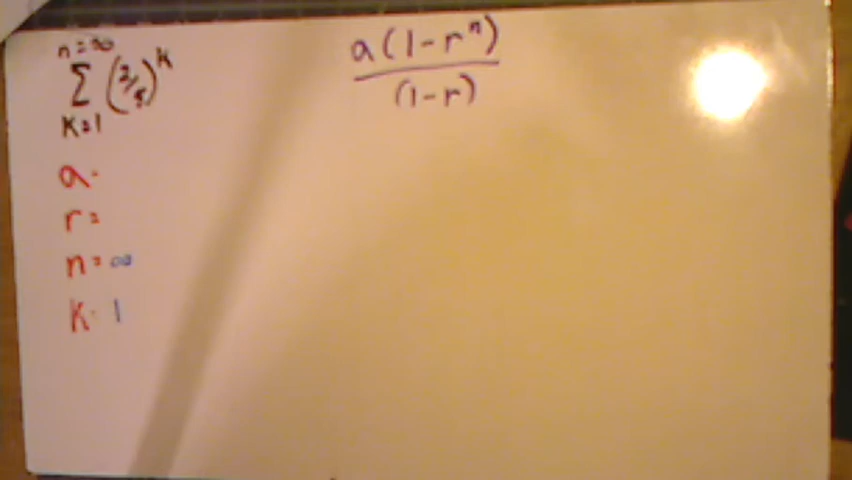 n=∞
∑ (2/5)^k
k=1
a(1-r^n)
(1-r)
a=
r=
n=∞
k=1